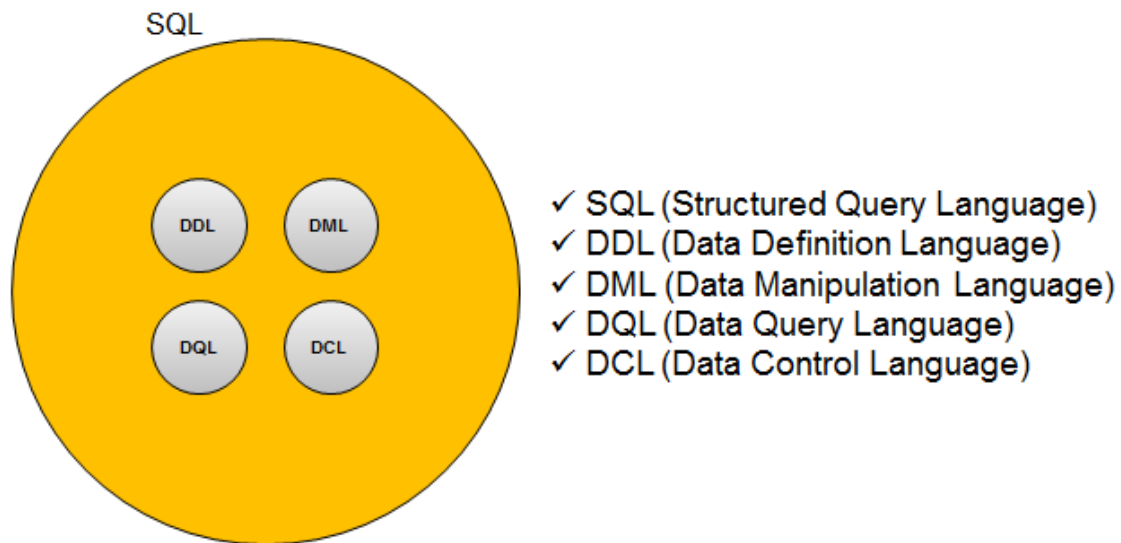 SQL
DDL
DML
DQL
DCL
✓ SQL (Structured Query Language)
✓ DDL (Data Definition Language)
✓ DML (Data Manipulation Language)
✓ DQL (Data Query Language)
✓ DCL (Data Control Language)